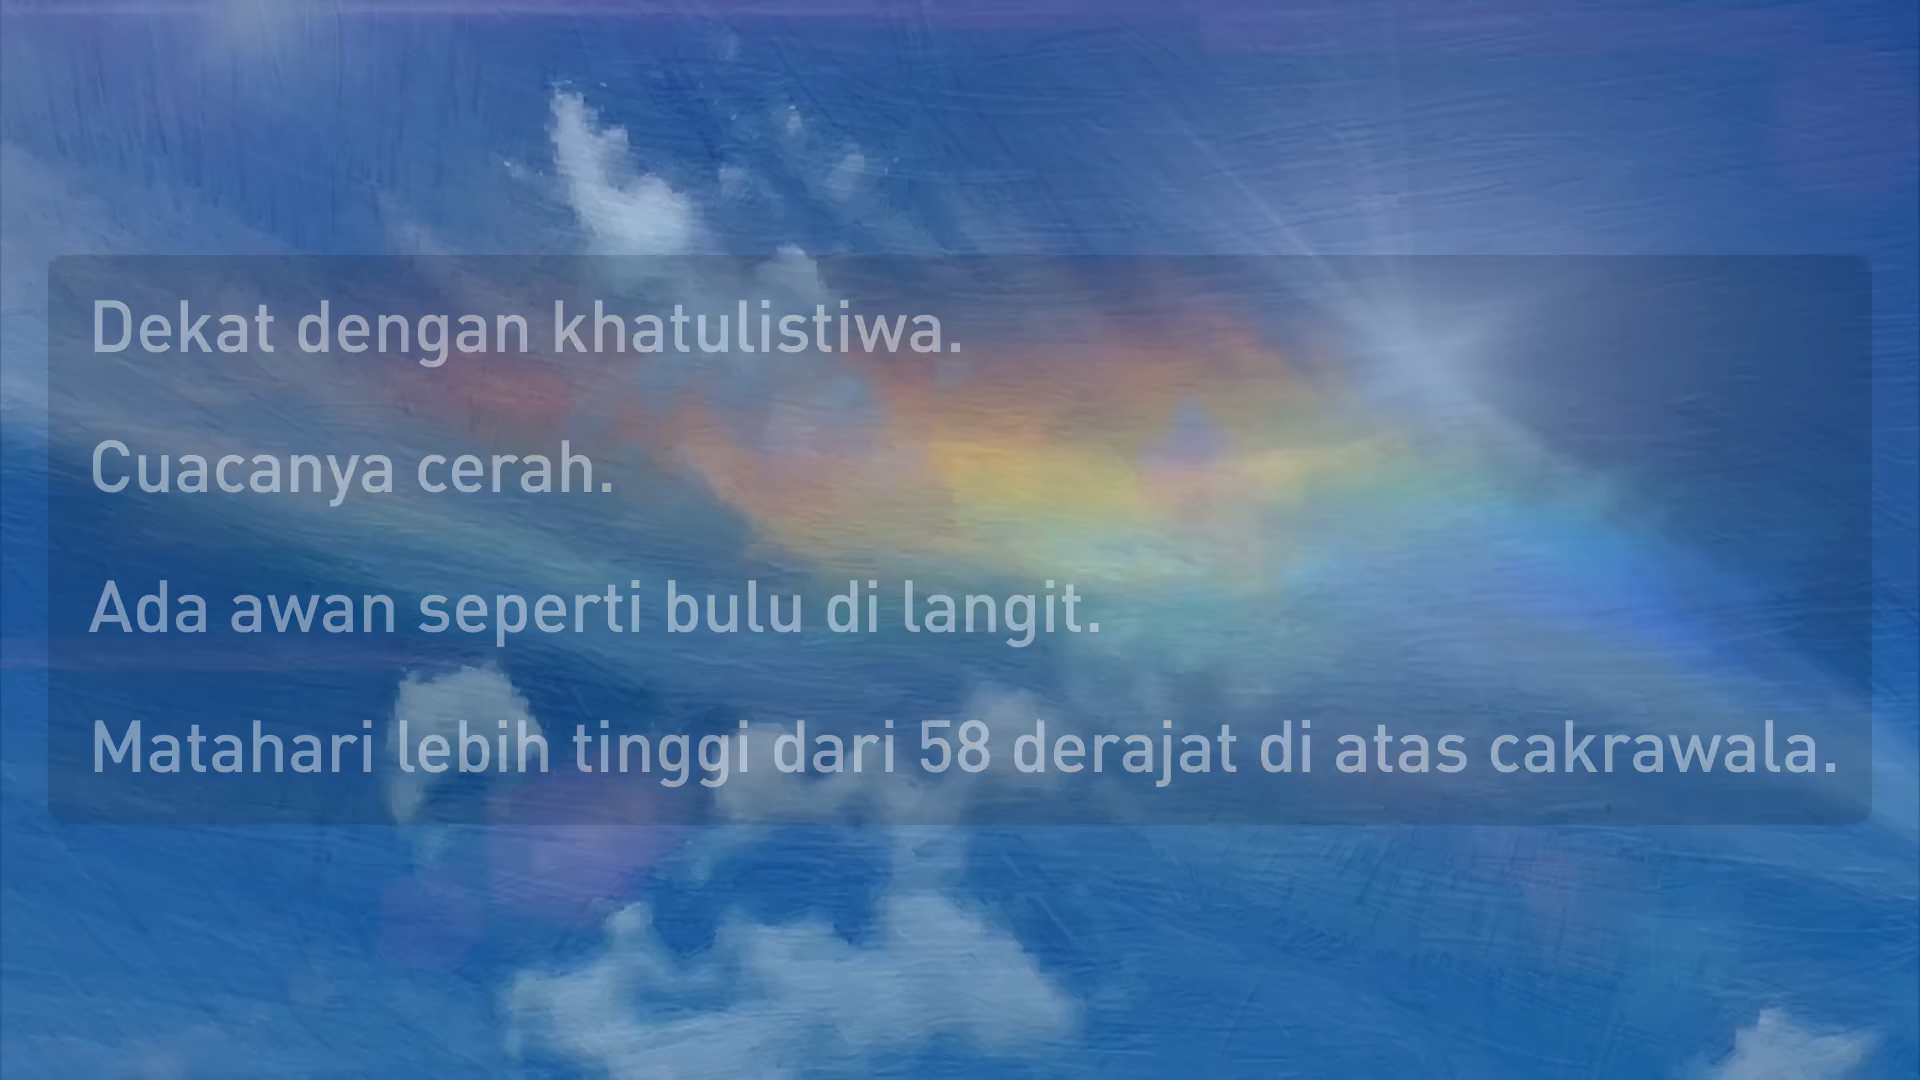 Dekat dengan khatulistiwa.
Cuacanya cerah.
Ada awan seperti bulu di langit.
Matahari lebih tinggi dari 58 derajat di atas cakrawala.